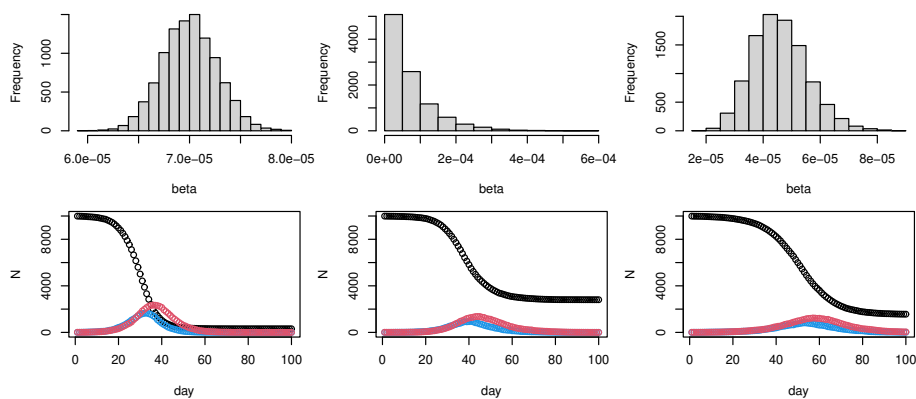 Frequency
0 500 1000
6.0e−05 7.0e−05 8.0e−05
beta
Frequency
0 2000 4000
0e+00 2e−04 4e−04 6e−04
beta
Frequency
0 500 1500
2e−05 4e−05 6e−05 8e−05
beta
N
0 4000 8000
0 20 40 60 80 100
day
N
0 4000 8000
0 20 40 60 80 100
day
N
0 4000 8000
0 20 40 60 80 100
day